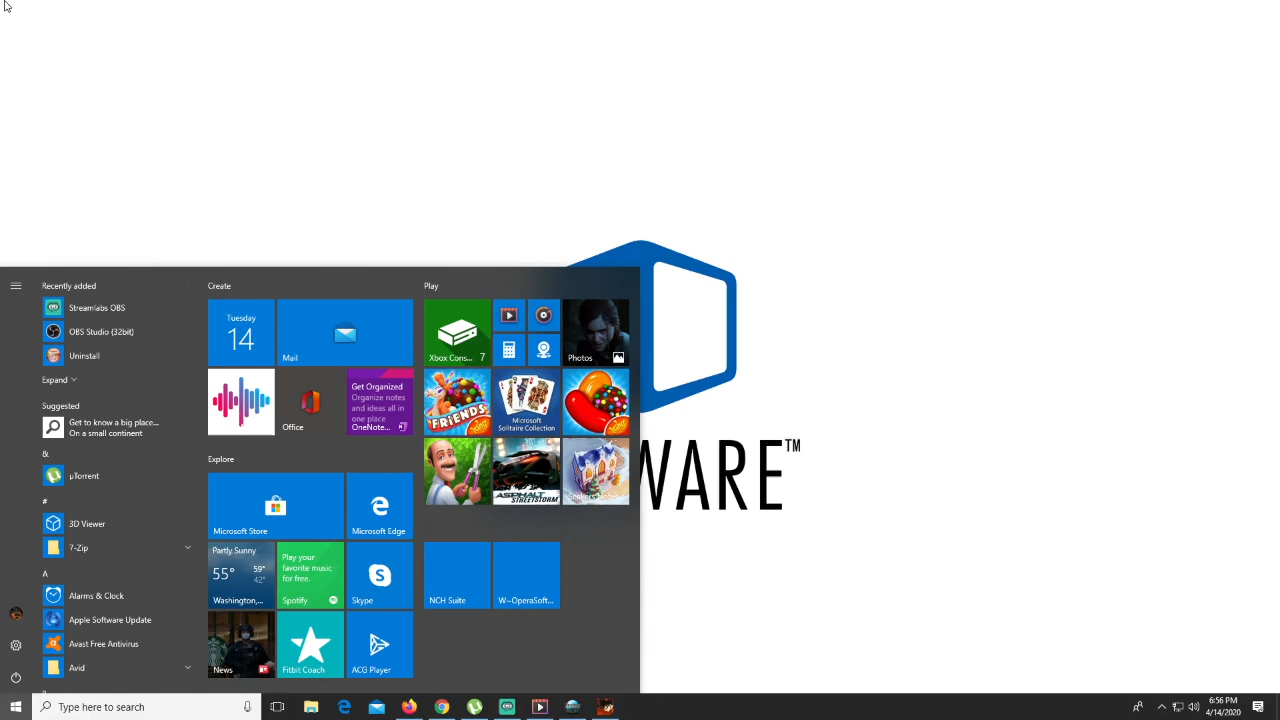 Recently added
Streamlabs OBS
OBS Studio (32bit)
Uninstall
Expand
Suggested
Get to know a big place...
On a small continent
&
µTorrent
#
3D Viewer
7-Zip
A
Alarms & Clock
Apple Software Update
Avast Free Antivirus
Avid
Create
Tuesday
14
Mail
Office
Get Organized
Organize notes
and ideas all in
one place
OneNote...
Explore
Microsoft Store
Microsoft Edge
Partly Sunny
55°
59°
42°
Washington,...
Play your
favorite music
for free.
Spotify
Skype
News
Fitbit Coach
ACG Player
Play
Xbox Cons... 7
Photos
FRIENDS
King
Microsoft
Solitaire Collection
King
ASPHALT
STREETSTORM
NCH Suite
W-OperaSoft...
WARE™
Type here to search
6:56 PM
4/14/2020